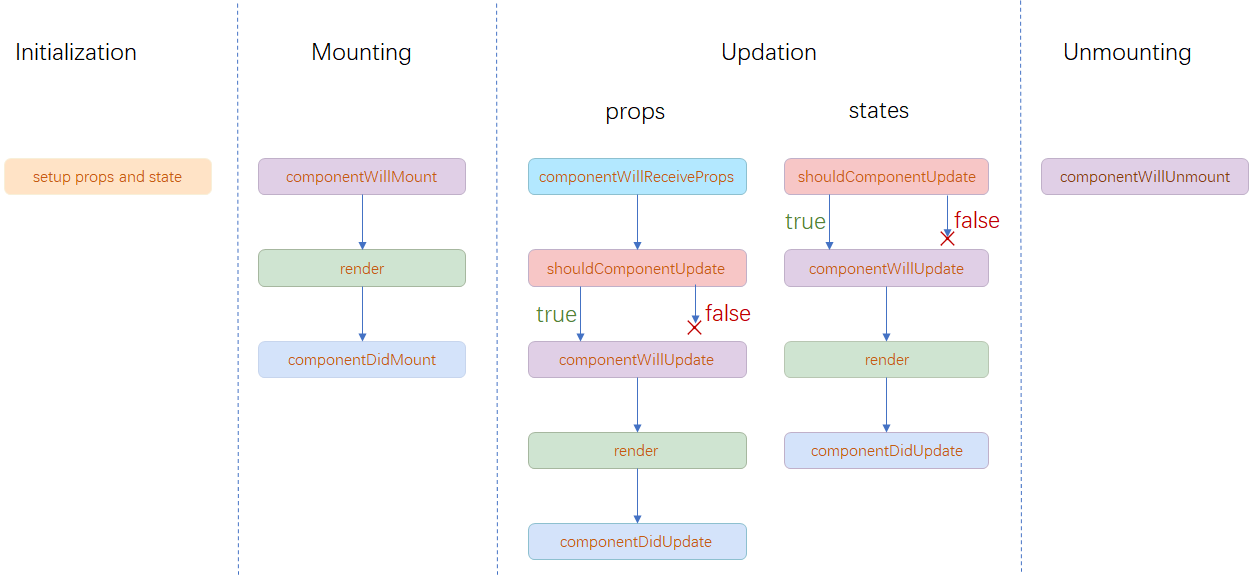 Initialization
Mounting
Updation
Unmounting
props
states
setup props and state
componentWillMount
render
componentDidMount
componentWillReceiveProps
shouldComponentUpdate
true
false
componentWillUpdate
render
componentDidUpdate
shouldComponentUpdate
true
false
componentWillUpdate
render
componentDidUpdate
componentWillUnmount